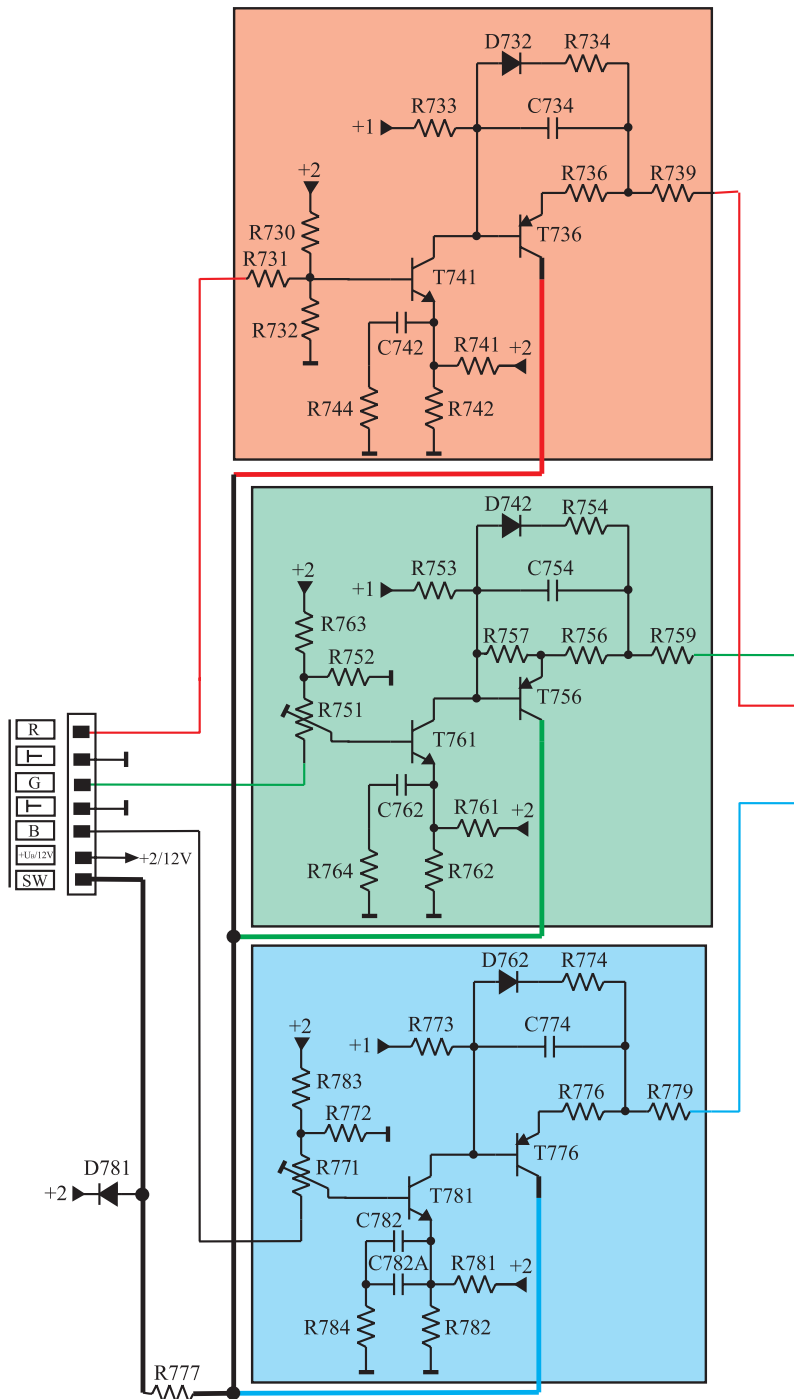 D732
R734
R733
C734
+1
+2
R736
R739
R730
R731
T736
T741
R732
C742
R741
+2
R744
R742
D742
R754
+2
R753
C754
+1
R763
R757
R756
R759
R752
R751
T756
R
T761
T
G
C762
R761
+2
T
B
+UB/12V
+2/12V
R764
R762
SW
D762
R774
+2
R773
C774
+1
R783
R776
R779
R772
D781
R771
T776
+2
T781
C782
C782A
R781
+2
R784
R782
R777